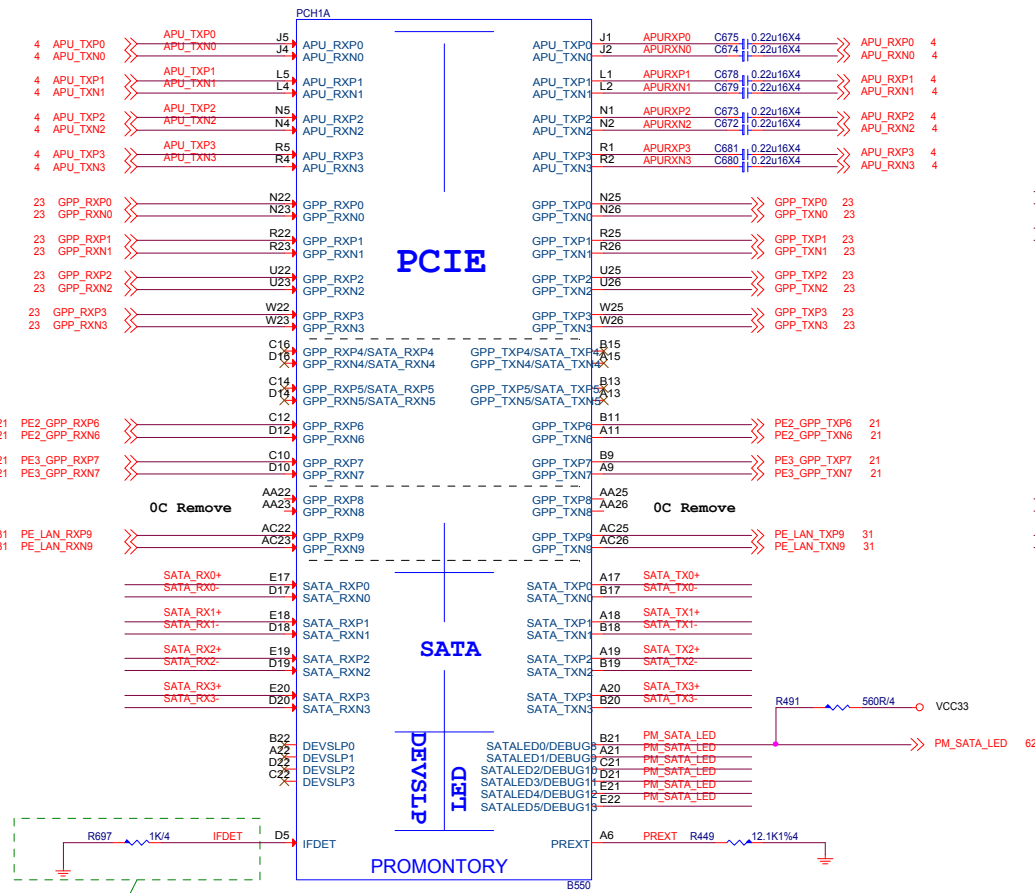 PCH1A
4 APU_TXP0 APU_TXP0 J5 APU_RXP0 APU_TXP0 J1 APURXP0 C675 0.22u16X4 APU_RXP0 4
4 APU_TXN0 APU_TXN0 J4 APU_RXN0 APU_TXN0 J2 APURXN0 C674 0.22u16X4 APU_RXN0 4
4 APU_TXP1 APU_TXP1 L5 APU_RXP1 APU_TXP1 L1 APURXP1 C678 0.22u16X4 APU_RXP1 4
4 APU_TXN1 APU_TXN1 L4 APU_RXN1 APU_TXN1 L2 APURXN1 C679 0.22u16X4 APU_RXN1 4
4 APU_TXP2 APU_TXP2 N5 APU_RXP2 APU_TXP2 N1 APURXP2 C673 0.22u16X4 APU_RXP2 4
4 APU_TXN2 APU_TXN2 N4 APU_RXN2 APU_TXN2 N2 APURXN2 C672 0.22u16X4 APU_RXN2 4
4 APU_TXP3 APU_TXP3 R5 APU_RXP3 APU_TXP3 R1 APURXP3 C681 0.22u16X4 APU_RXP3 4
4 APU_TXN3 APU_TXN3 R4 APU_RXN3 APU_TXN3 R2 APURXN3 C680 0.22u16X4 APU_RXN3 4
23 GPP_RXP0 N22 GPP_RXP0 GPP_TXP0 N25 GPP_TXP0 23
23 GPP_RXN0 N23 GPP_RXN0 GPP_TXN0 N26 GPP_TXN0 23
23 GPP_RXP1 R22 GPP_RXP1 GPP_TXP1 R25 GPP_TXP1 23
23 GPP_RXN1 R23 GPP_RXN1 GPP_TXN1 R26 GPP_TXN1 23
PCIE
23 GPP_RXP2 U22 GPP_RXP2 GPP_TXP2 U25 GPP_TXP2 23
23 GPP_RXN2 U23 GPP_RXN2 GPP_TXN2 U26 GPP_TXN2 23
23 GPP_RXP3 W22 GPP_RXP3 GPP_TXP3 W25 GPP_TXP3 23
23 GPP_RXN3 W23 GPP_RXN3 GPP_TXN3 W26 GPP_TXN3 23
C16 GPP_RXP4/SATA_RXP4 GPP_TXP4/SATA_TXP4 B15
D16 GPP_RXN4/SATA_RXN4 GPP_TXN4/SATA_TXN4 A15
C14 GPP_RXP5/SATA_RXP5 GPP_TXP5/SATA_TXP5 B13
D14 GPP_RXN5/SATA_RXN5 GPP_TXN5/SATA_TXN5 A13
21 PE2_GPP_RXP6 C12 GPP_RXP6 GPP_TXP6 B11 PE2_GPP_TXP6 21
21 PE2_GPP_RXN6 D12 GPP_RXN6 GPP_TXN6 A11 PE2_GPP_TXN6 21
21 PE3_GPP_RXP7 C10 GPP_RXP7 GPP_TXP7 B9 PE3_GPP_TXP7 21
21 PE3_GPP_RXN7 D10 GPP_RXN7 GPP_TXN7 A9 PE3_GPP_TXN7 21
AA22 GPP_RXP8 GPP_TXP8 AA25
0C Remove AA23 GPP_RXN8 GPP_TXN8 AA26 0C Remove
31 PE_LAN_RXP9 AC22 GPP_RXP9 GPP_TXP9 AC25 PE_LAN_TXP9 31
31 PE_LAN_RXN9 AC23 GPP_RXN9 GPP_TXN9 AC26 PE_LAN_TXN9 31
SATA_RX0+ E17 SATA_RXP0 SATA_TXP0 A17 SATA_TX0+
SATA_RX0- D17 SATA_RXN0 SATA_TXN0 B17 SATA_TX0-
SATA_RX1+ E18 SATA_RXP1 SATA_TXP1 A18 SATA_TX1+
SATA_RX1- D18 SATA_RXN1 SATA_TXN1 B18 SATA_TX1-
SATA
SATA_RX2+ E19 SATA_RXP2 SATA_TXP2 A19 SATA_TX2+
SATA_RX2- D19 SATA_RXN2 SATA_TXN2 B19 SATA_TX2-
SATA_RX3+ E20 SATA_RXP3 SATA_TXP3 A20 SATA_TX3+
SATA_RX3- D20 SATA_RXN3 SATA_TXN3 B20 SATA_TX3-
R491 560R/4 VCC33
B22 DEVSLP0 SATALED0/DEBUG8 B21 PM_SATA_LED PM_SATA_LED 62
A22 DEVSLP1 SATALED1/DEBUG9 A21 PM_SATA_LED
D22 DEVSLP2 SATALED2/DEBUG10 C21 PM_SATA_LED
C22 DEVSLP3 SATALED3/DEBUG11 D21 PM_SATA_LED
SATALED4/DEBUG12 E21 PM_SATA_LED
SATALED5/DEBUG13 E22 PM_SATA_LED
DEVSLP
LED
R697 1K/4 IFDET D5 IFDET PREXT A6 PREXT R449 12.1K1%4
PROMONTORY
B550